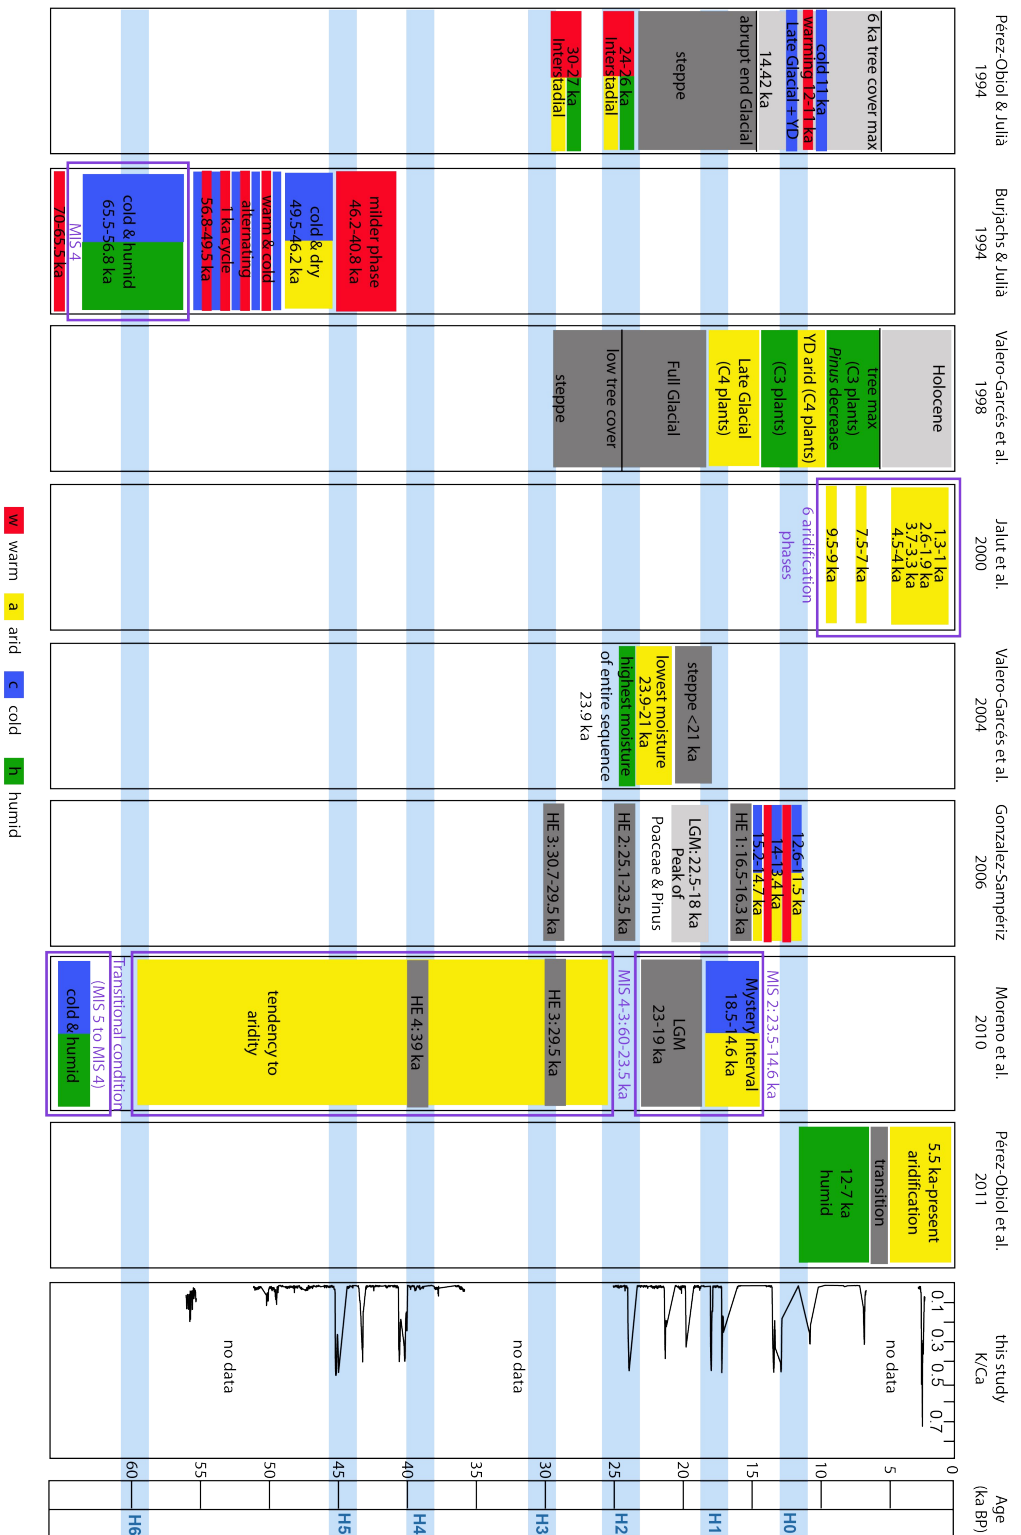 Pérez-Obiol & Julià
1994
6 ka tree cover max
cold 11 ka
warming 12-11 ka
Late Glacial + YD
14.42 ka
abrupt end Glacial
steppe
24-26 ka
Interstadial
30-27 ka
Interstadial
Burjachs & Julià
1994
milder phase
46.2-40.8 ka
cold & dry
49.5-46.2 ka
warm & cold
alternating
1 ka cycle
56.8-49.5 ka
cold & humid
65.5-56.8 ka
MIS 4
70-65.5 ka
Valero-Garcés et al.
1998
Holocene
tree max
(C3 plants)
Pinus decrease
YD arid (C4 plants)
(C3 plants)
Late Glacial
(C4 plants)
Full Glacial
low tree cover
steppe
Jalut et al.
2000
1.3-1 ka
2.6-1.9 ka
3.7-3.3 ka
4.5-4 ka
7.5-7 ka
9.5-9 ka
6 aridification
phases
Valero-Garcés et al.
2004
steppe <21 ka
lowest moisture
23.9-21 ka
highest moisture
of entire sequence
23.9 ka
Gonzalez-Sampériz
2006
12.6-11.5 ka
14-13.4 ka
15.2-14.7 ka
HE 1: 16.5-16.3 ka
LGM: 22.5-18 ka
Peak of
Poaceae & Pinus
HE 2: 25.1-23.5 ka
HE 3: 30.7-29.5 ka
Moreno et al.
2010
MIS 2: 23.5-14.6 ka
Mystery Interval
18.5-14.6 ka
LGM
23-19 ka
MIS 4-3: 60-23.5 ka
HE 3: 29.5 ka
HE 4: 39 ka
tendency to
aridity
Transitional condition
(MIS 5 to MIS 4)
cold & humid
Pérez-Obiol et al.
2011
5.5 ka-present
aridification
transition
12-7 ka
humid
this study
K/Ca
0.1 0.3 0.5 0.7
no data
no data
no data
Age
(ka BP)
0
5
10
15
20
25
30
35
40
45
50
55
60
H0
H1
H2
H3
H4
H5
H6
w warm a arid c cold h humid